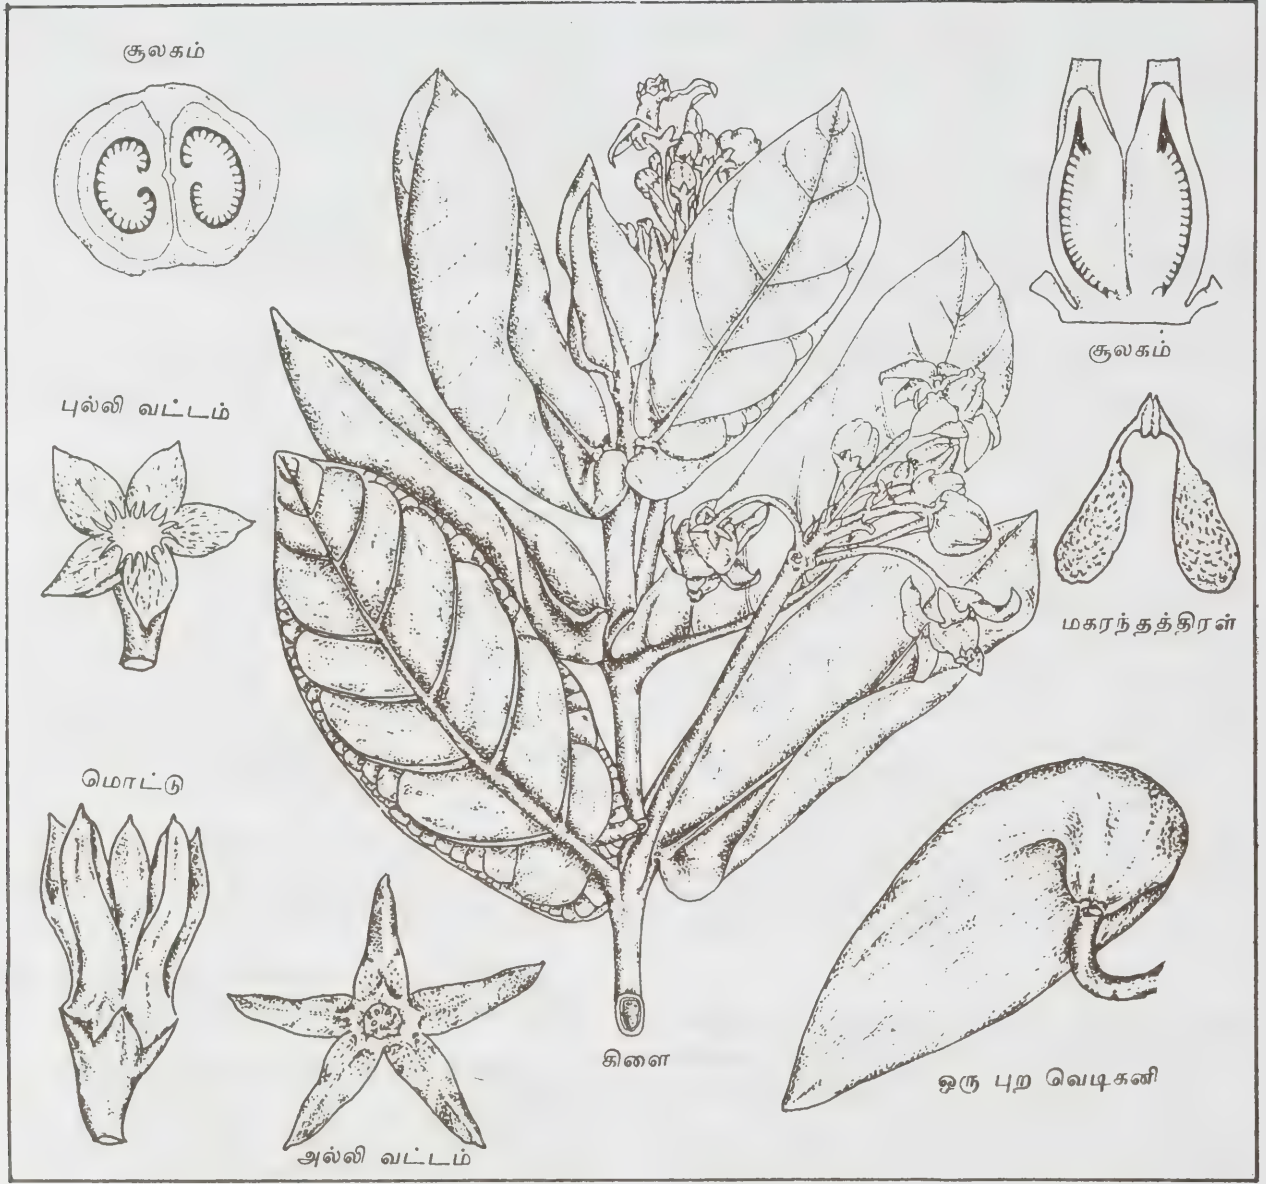 சூலகம்
சூலகம்
புல்லி வட்டம்
மகரந்தத்திரள்
மொட்டு
கிளை
ஒரு புற வெடிகனி
அல்லி வட்டம்